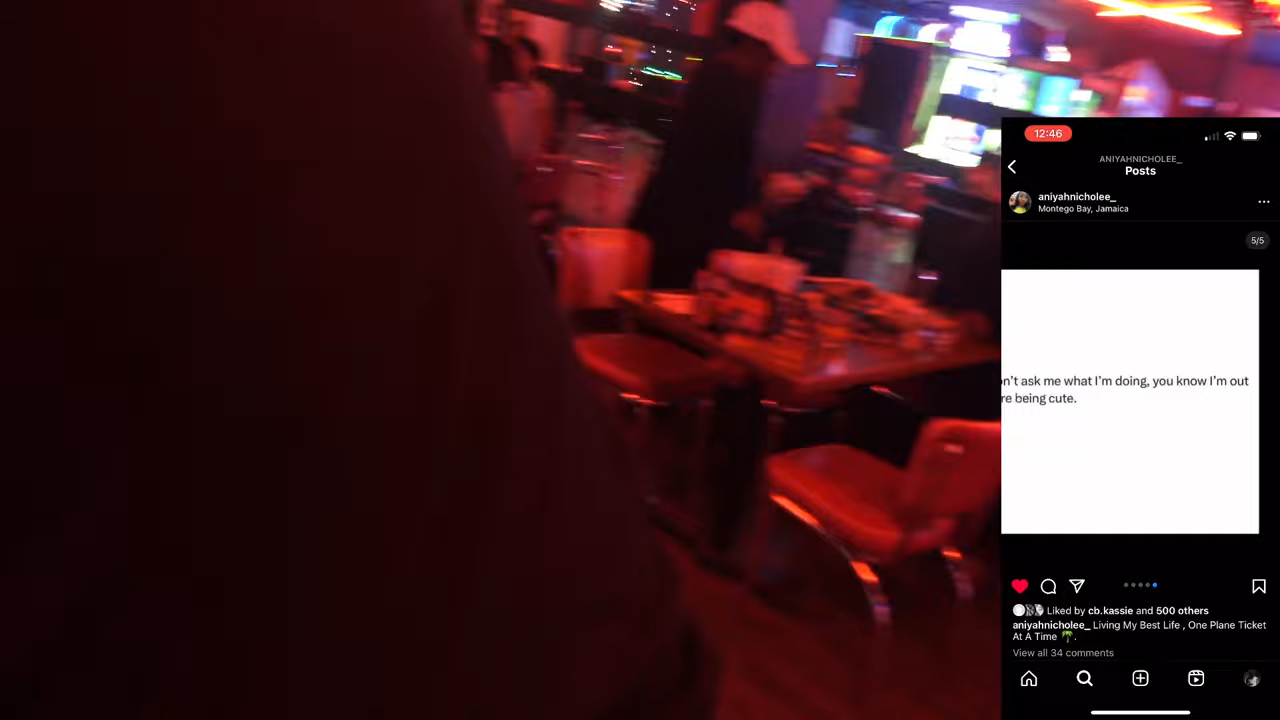 12:46
ANIYAHNICHOLEE_
Posts
aniyahnicholee_
Montego Bay, Jamaica
5/5
n't ask me what I'm doing, you know I'm out
re being cute.
Liked by cb.kassie and 500 others
aniyahnicholee_ Living My Best Life , One Plane Ticket
At A Time 🌴.
View all 34 comments